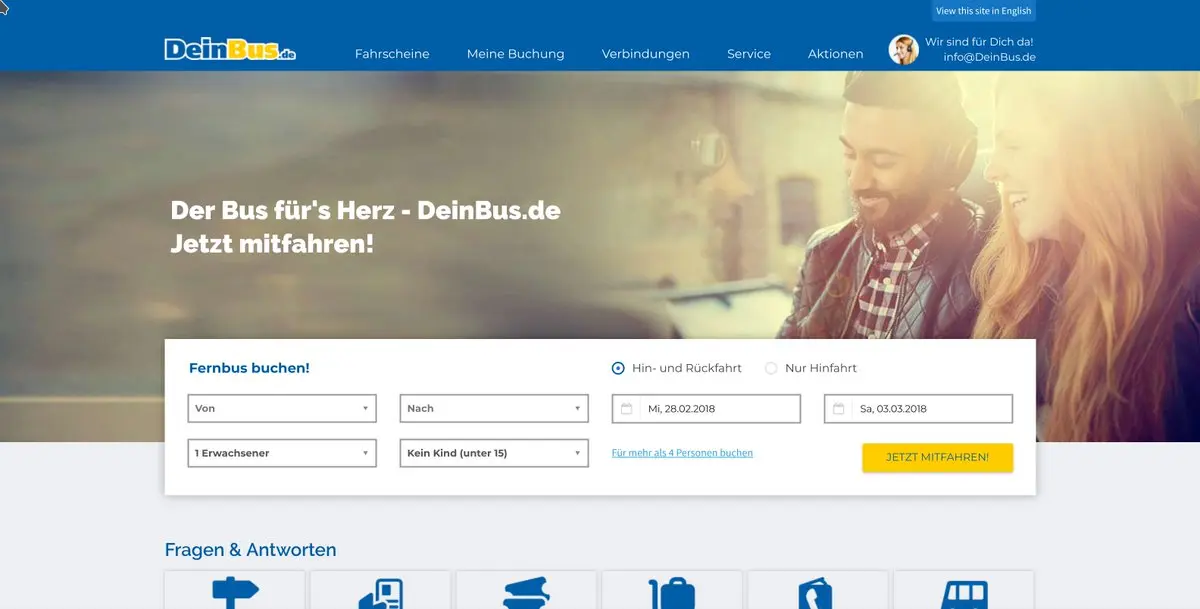 View this site in English
DeinBus.de
Fahrscheine
Meine Buchung
Verbindungen
Service
Aktionen
Wir sind für Dich da!
info@DeinBus.de
Der Bus für's Herz - DeinBus.de
Jetzt mitfahren!
Fernbus buchen!
Hin- und Rückfahrt
Nur Hinfahrt
Von
Nach
Mi, 28.02.2018
Sa, 03.03.2018
1 Erwachsener
Kein Kind (unter 15)
Für mehr als 4 Personen buchen
JETZT MITFAHREN!
Fragen & Antworten